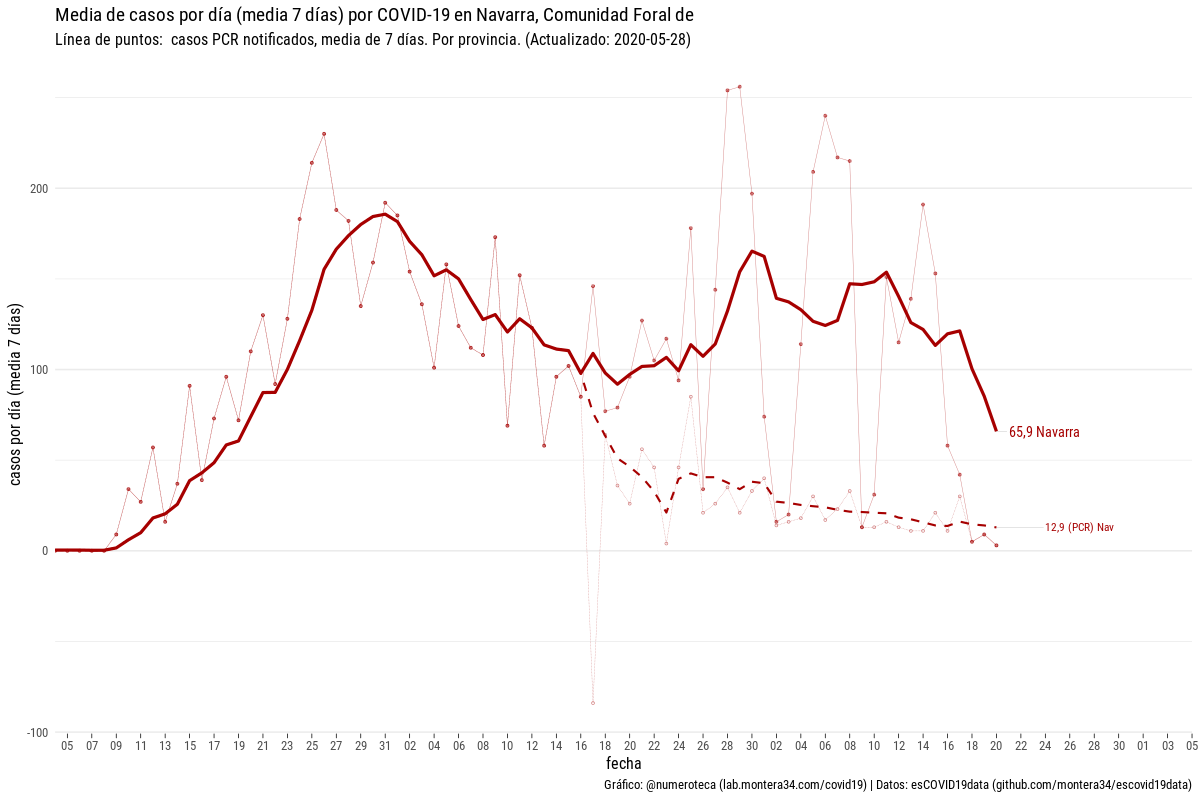 Media de casos por día (media 7 días) por COVID-19 en Navarra, Comunidad Foral de
Línea de puntos:  casos PCR notificados, media de 7 días. Por provincia. (Actualizado: 2020-05-28)
casos por día (media 7 días)
200
100
0
-100
65,9 Navarra
12,9 (PCR) Nav
05 07 09 11 13 15 17 19 21 23 25 27 29 31 02 04 06 08 10 12 14 16 18 20 22 24 26 28 30 02 04 06 08 10 12 14 16 18 20 22 24 26 28 30 01 03 05
fecha
Gráfico: @numeroteca (lab.montera34.com/covid19) | Datos: esCOVID19data (github.com/montera34/escovid19data)